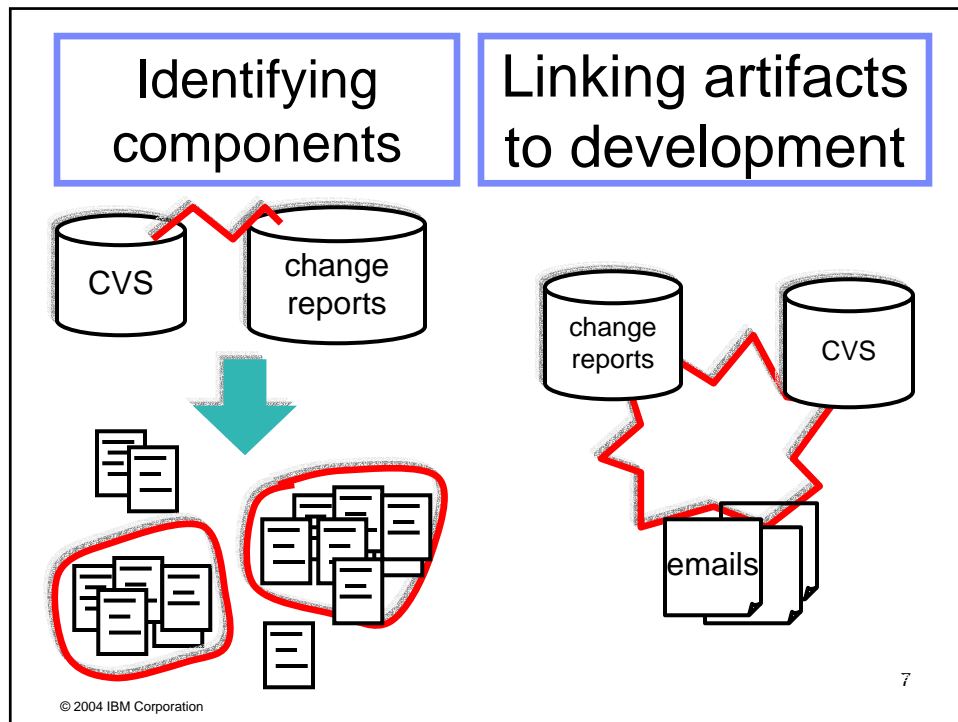 Identifying
components
Linking artifacts
to development
CVS
change
reports
change
reports
CVS
emails
7
© 2004 IBM Corporation